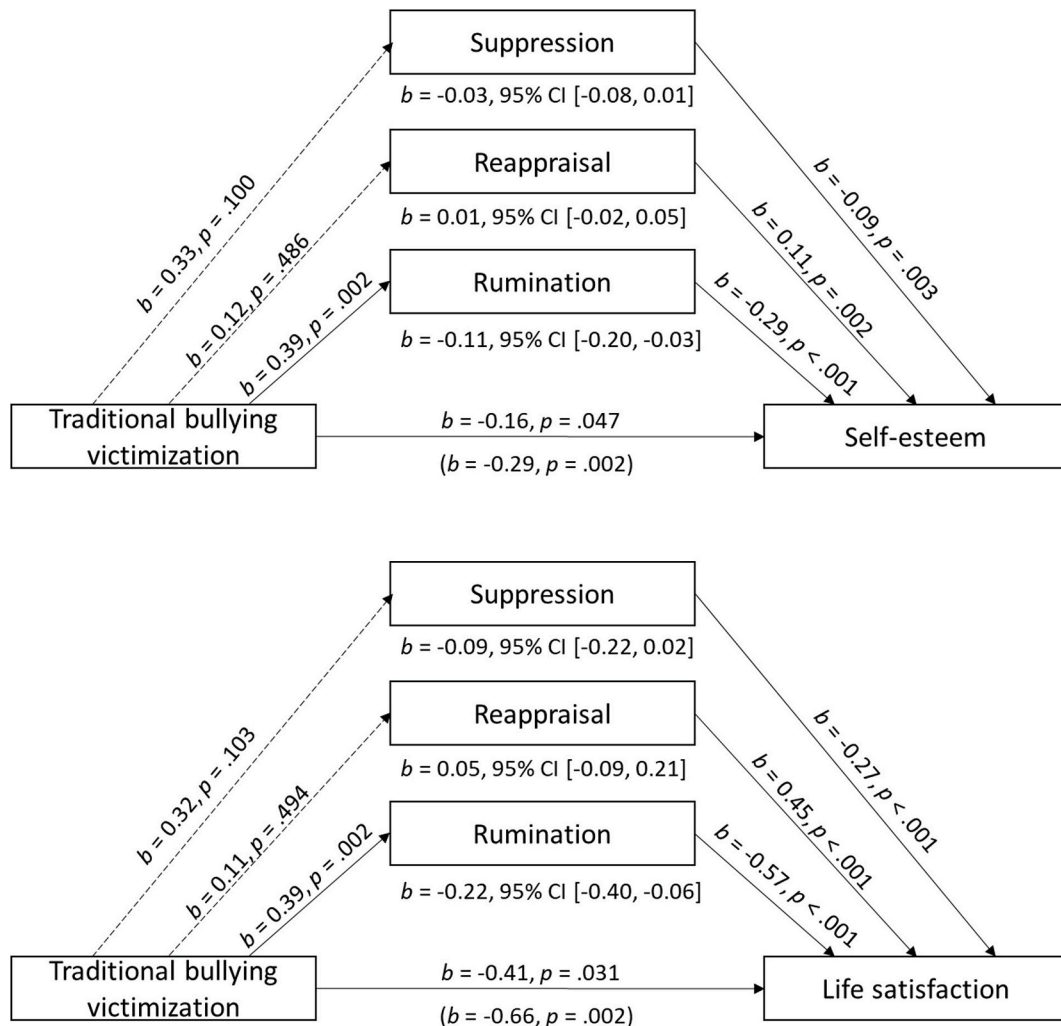 Suppression
b = -0.03, 95% CI [-0.08, 0.01]
Reappraisal
b = 0.01, 95% CI [-0.02, 0.05]
Rumination
b = -0.11, 95% CI [-0.20, -0.03]
b = 0.33, p = .100
b = 0.12, p = .486
b = 0.39, p = .002
b = -0.09, p = .003
b = 0.11, p = .002
b = -0.29, p < .001
Traditional bullying
victimization
b = -0.16, p = .047
(b = -0.29, p = .002)
Self-esteem
Suppression
b = -0.09, 95% CI [-0.22, 0.02]
Reappraisal
b = 0.05, 95% CI [-0.09, 0.21]
Rumination
b = -0.22, 95% CI [-0.40, -0.06]
b = 0.32, p = .103
b = 0.11, p = .494
b = 0.39, p = .002
b = -0.27, p < .001
b = 0.45, p < .001
b = -0.57, p < .001
Traditional bullying
victimization
b = -0.41, p = .031
(b = -0.66, p = .002)
Life satisfaction